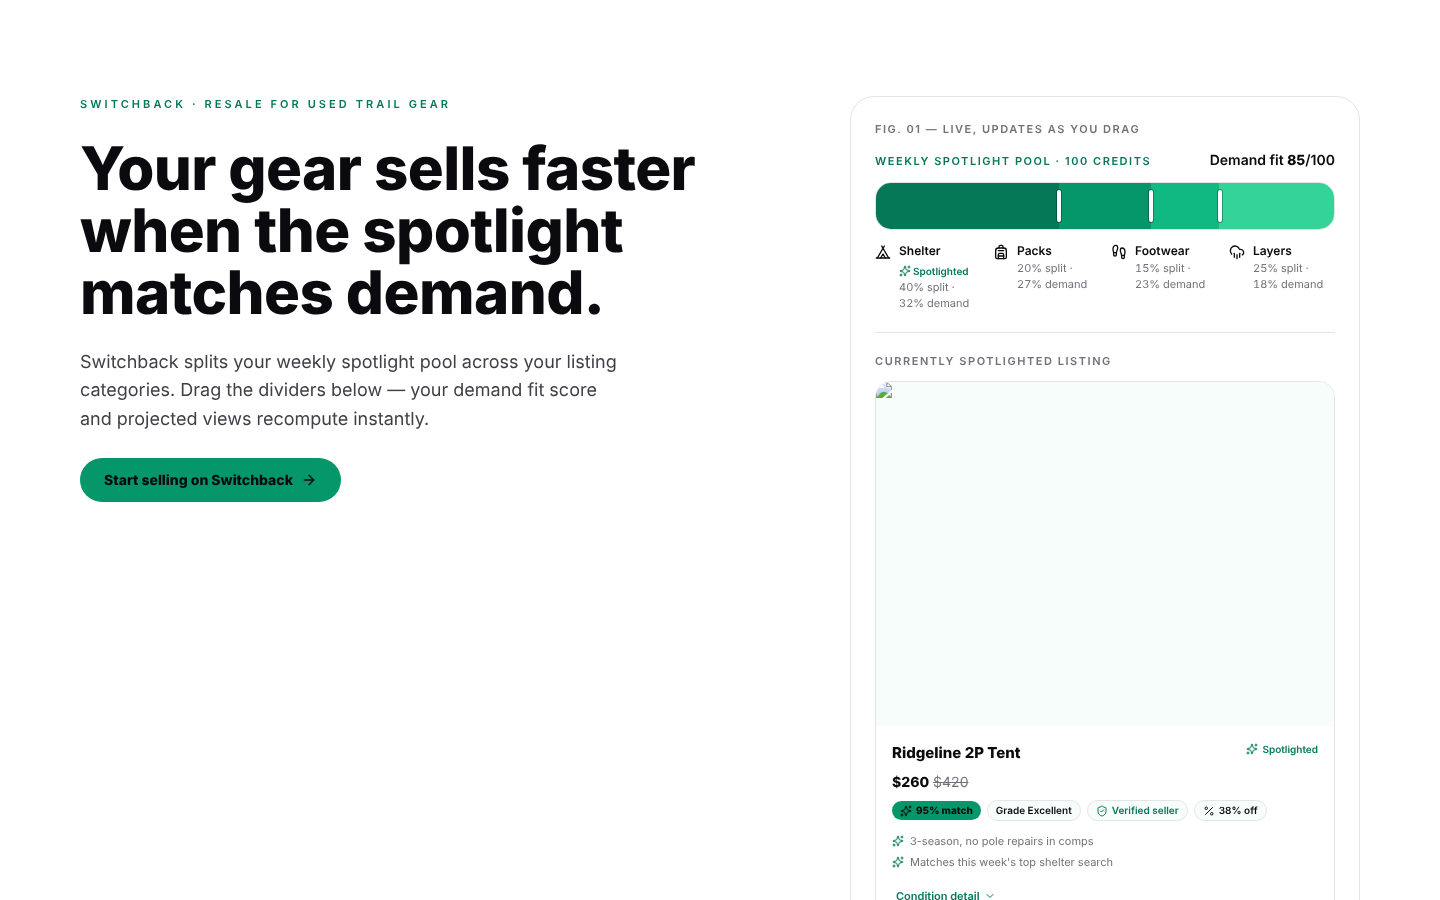 SWITCHBACK · RESALE FOR USED TRAIL GEAR
Your gear sells faster
when the spotlight
matches demand.
Switchback splits your weekly spotlight pool across your listing
categories. Drag the dividers below — your demand fit score
and projected views recompute instantly.
Start selling on Switchback
FIG. 01 — LIVE, UPDATES AS YOU DRAG
WEEKLY SPOTLIGHT POOL · 100 CREDITS
Demand fit 85/100
Shelter
Spotlighted
40% split ·
32% demand
Packs
20% split ·
27% demand
Footwear
15% split ·
23% demand
Layers
25% split ·
18% demand
CURRENTLY SPOTLIGHTED LISTING
Ridgeline 2P Tent
Spotlighted
$260 $420
95% match
Grade Excellent
Verified seller
38% off
3-season, no pole repairs in comps
Matches this week's top shelter search
Condition detail